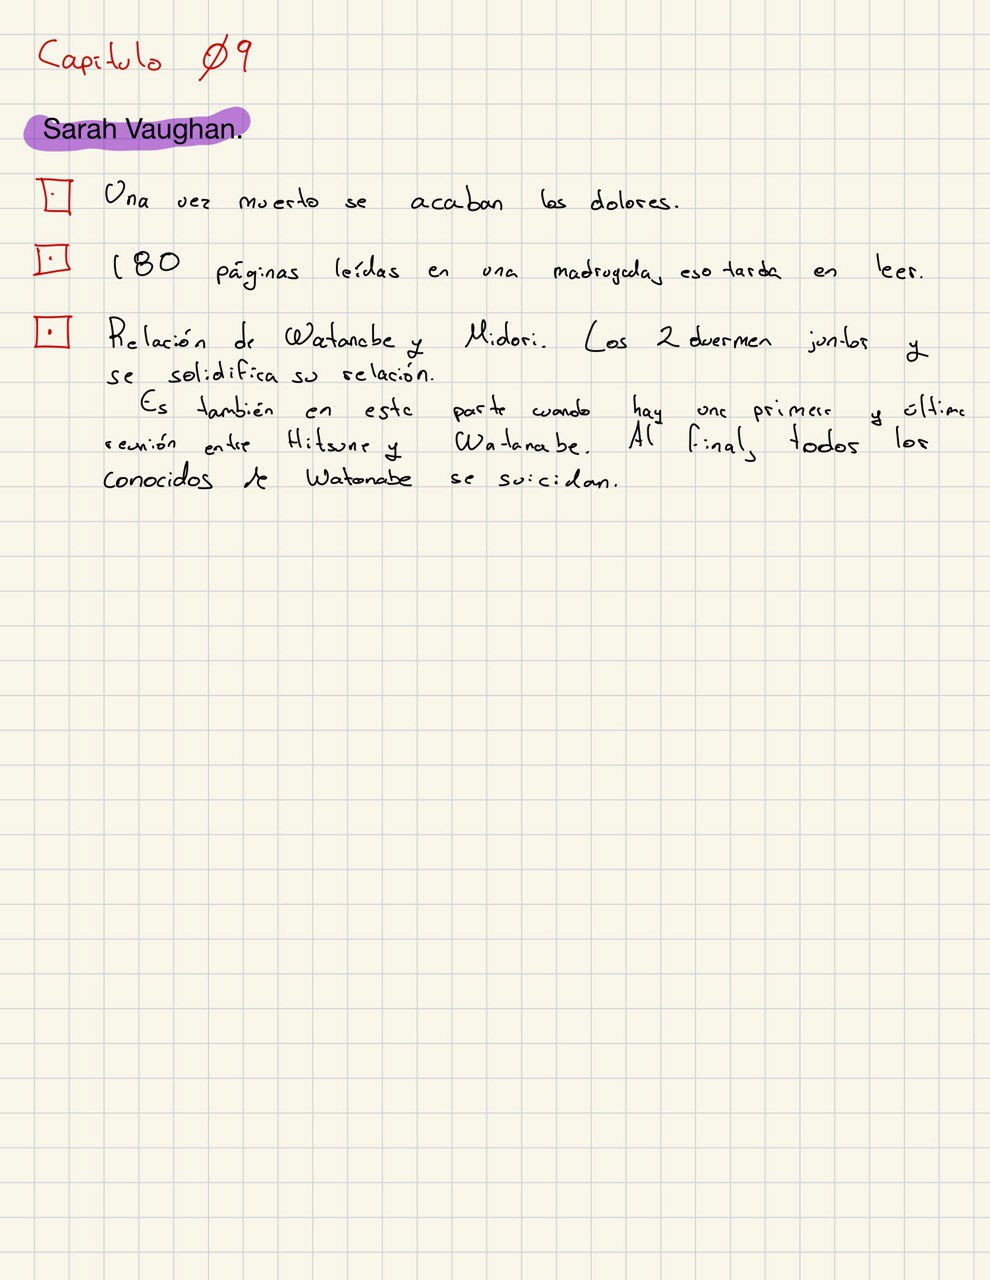 Capítulo Ø9
Sarah Vaughan.
Una vez muerto se acaban los dolores.
180 páginas leídas en una madrugada, eso tarda en leer.
Relación de Watanabe y Midori. Los 2 duermen juntos y
se solidifica su relación.
Es también en esta parte cuando hay una primera y última
reunión entre Hitsune y Watanabe. Al final, todos los
conocidos de Watanabe se suicidan.